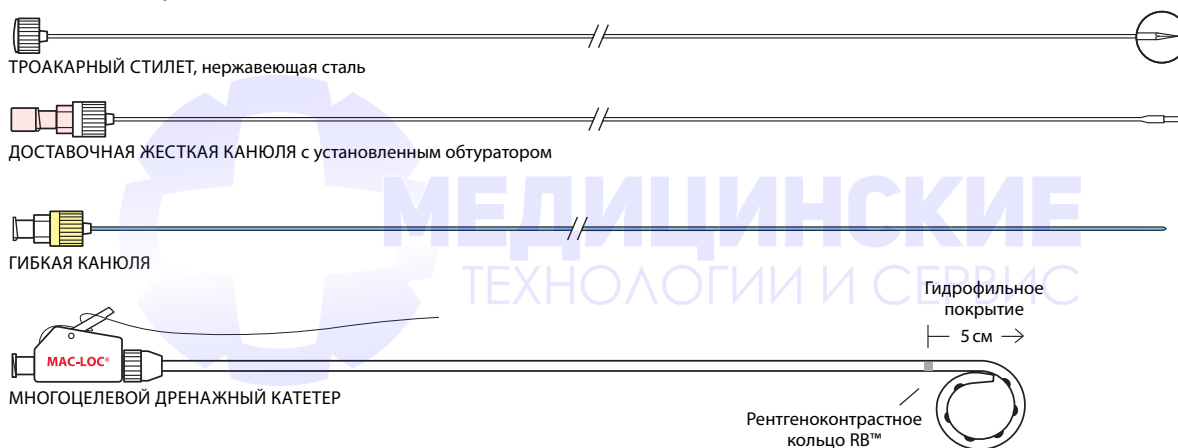 ТРОАКАРНЫЙ СТИЛЕТ, нержавеющая сталь
ДОСТАВОЧНАЯ ЖЕСТКАЯ КАНЮЛЯ с установленным обтуратором
МЕДИЦИНСКИЕ
ТЕХНОЛОГИИ И СЕРВИС
ГИБКАЯ КАНЮЛЯ
Гидрофильное
покрытие
5 см
MAC-LOC®
МНОГОЦЕЛЕВОЙ ДРЕНАЖНЫЙ КАТЕТЕР
Рентгеноконтрастное
кольцо RB™